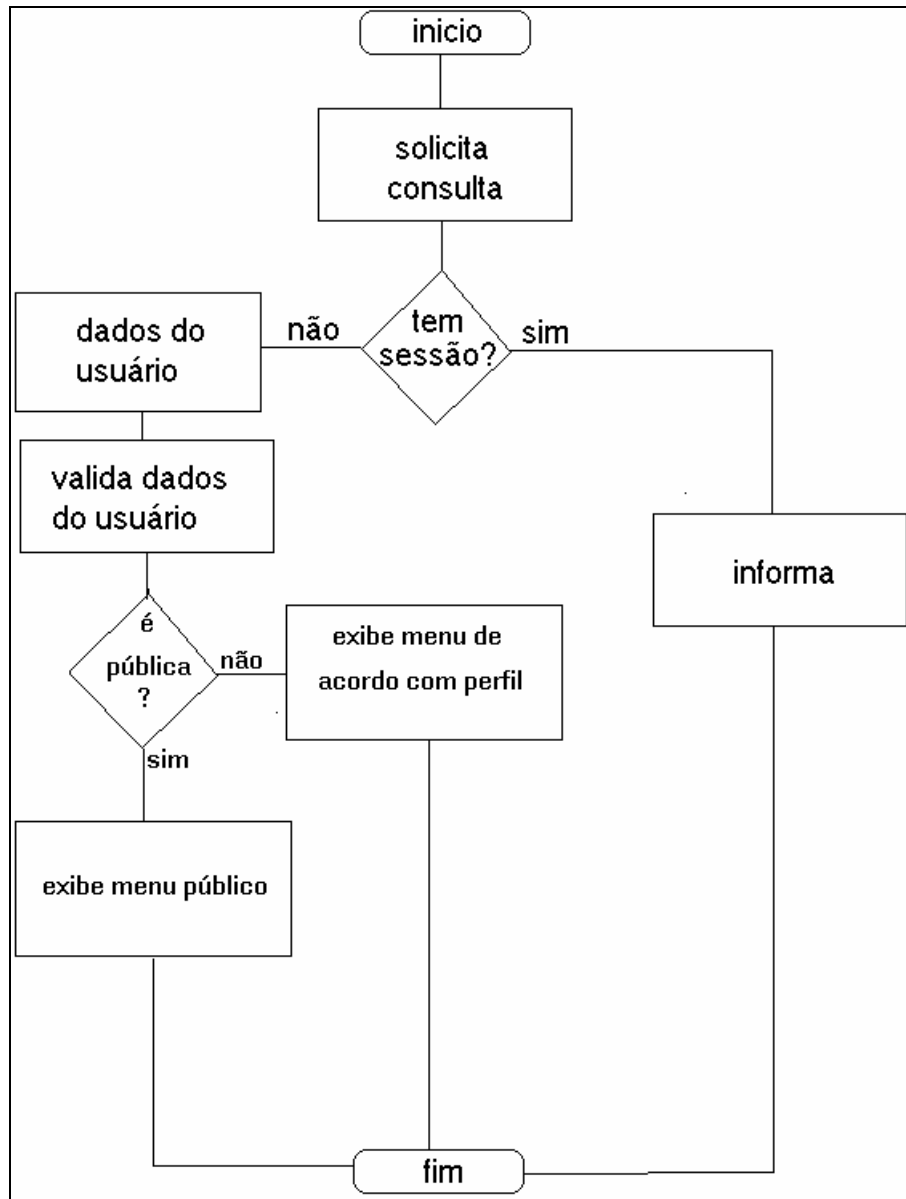 inicio
solicita
consulta
tem
sessão?
não
sim
dados do
usuário
valida dados
do usuário
informa
é
pública
?
não
sim
exibe menu de
acordo com perfil
exibe menu público
fim